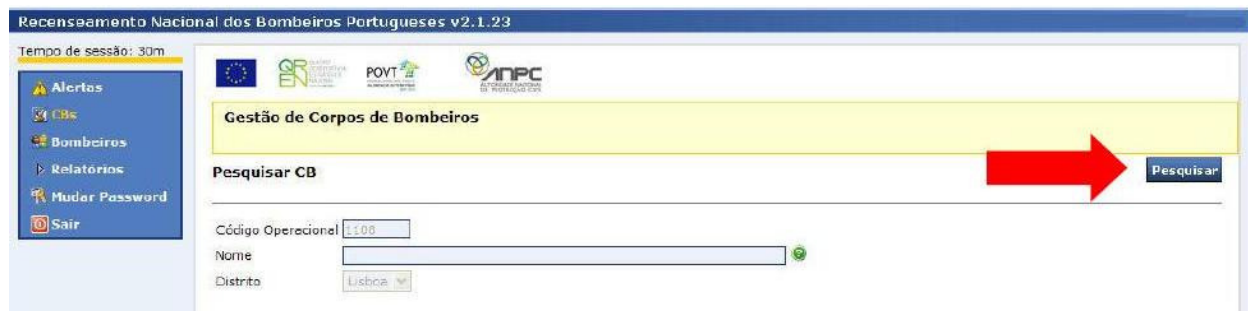 Recenseamento Nacional dos Bombeiros Portugueses v2.1.23
Tempo de sessão: 30m
Alertas
CBs
Bombeiros
Relatórios
Mudar Password
Sair
QREN
POVT
ANPC
Gestão de Corpos de Bombeiros
Pesquisar CB
Pesquisar
Código Operacional 1108
Nome
Distrito Lisboa